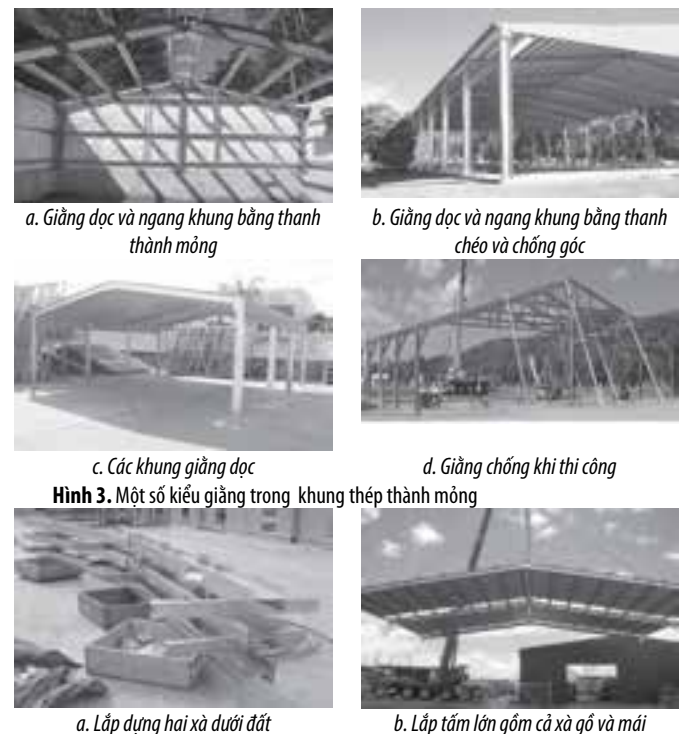 a. Giằng dọc và ngang khung bằng thanh
thành mỏng
b. Giằng dọc và ngang khung bằng thanh
chéo và chống góc
c. Các khung giằng dọc
d. Giằng chống khi thi công
Hình 3. Một số kiểu giằng trong khung thép thành mỏng
a. Lắp dựng hai xà dưới đất
b. Lắp tấm lớn gồm cả xà gồ và mái